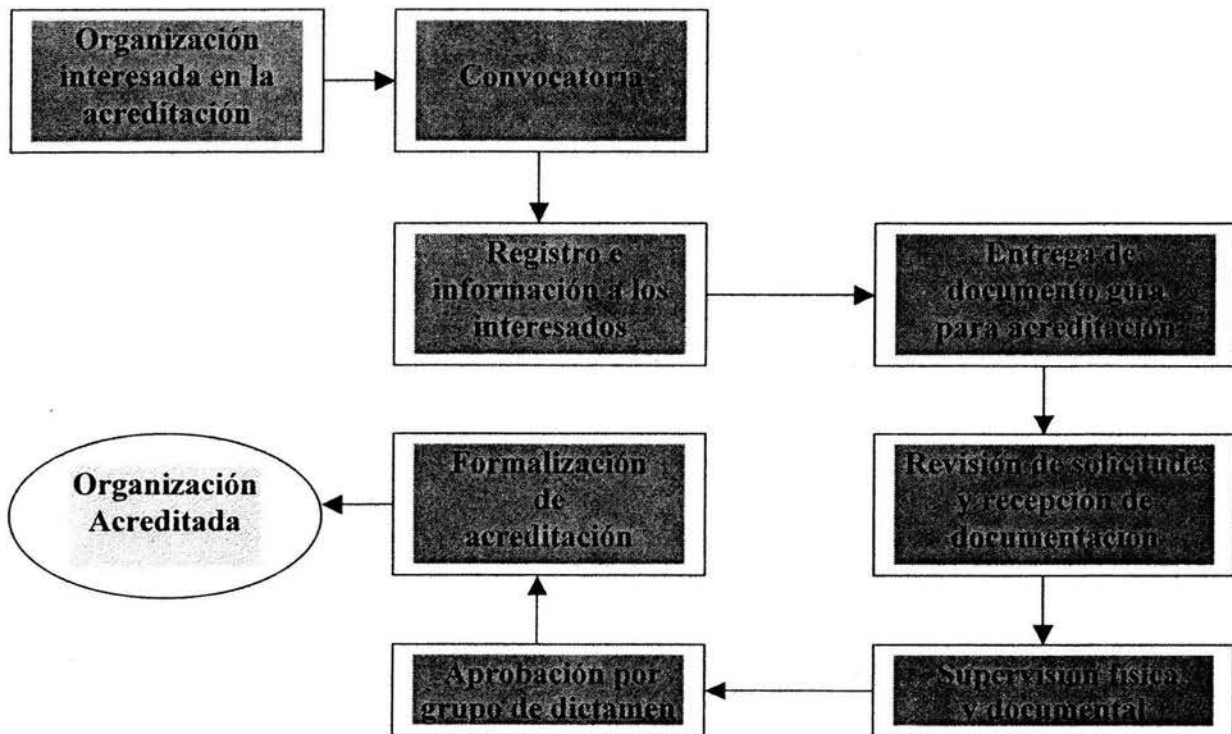 Organización
interesada en la
acreditación
Convocatoria
Registro e
información a los
interesados
Entrega de
documento guía
para acreditación
Revisión de solicitudes
y recepción de
documentación
Supervisión física
y documental
Aprobación por
grupo de dictamen
Formalización
de
acreditación
Organización
Acreditada